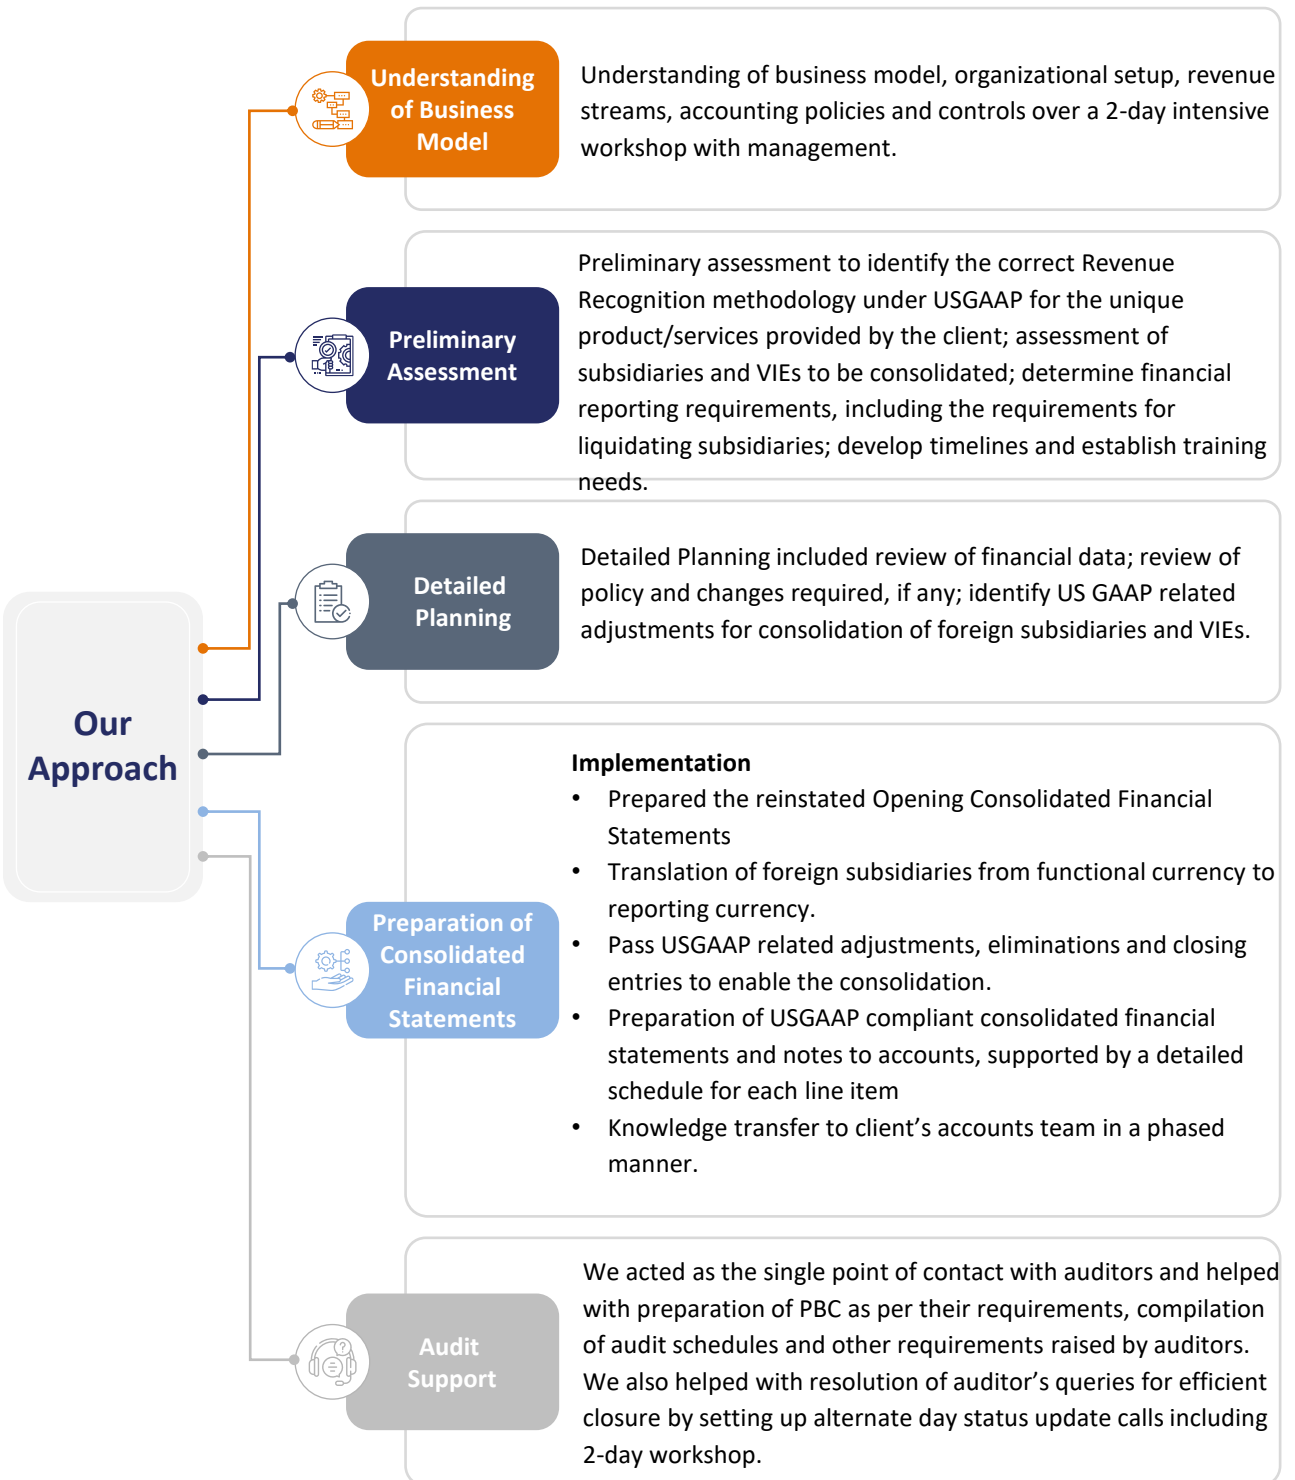 Our
Approach
Understanding
of Business
Model
Understanding of business model, organizational setup, revenue
streams, accounting policies and controls over a 2-day intensive
workshop with management.
Preliminary
Assessment
Preliminary assessment to identify the correct Revenue
Recognition methodology under USGAAP for the unique
product/services provided by the client; assessment of
subsidiaries and VIEs to be consolidated; determine financial
reporting requirements, including the requirements for
liquidating subsidiaries; develop timelines and establish training
needs.
Detailed
Planning
Detailed Planning included review of financial data; review of
policy and changes required, if any; identify US GAAP related
adjustments for consolidation of foreign subsidiaries and VIEs.
Preparation of
Consolidated
Financial
Statements
Implementation
• Prepared the reinstated Opening Consolidated Financial
Statements
• Translation of foreign subsidiaries from functional currency to
reporting currency.
• Pass USGAAP related adjustments, eliminations and closing
entries to enable the consolidation.
• Preparation of USGAAP compliant consolidated financial
statements and notes to accounts, supported by a detailed
schedule for each line item
• Knowledge transfer to client’s accounts team in a phased
manner.
Audit
Support
We acted as the single point of contact with auditors and helped
with preparation of PBC as per their requirements, compilation
of audit schedules and other requirements raised by auditors.
We also helped with resolution of auditor’s queries for efficient
closure by setting up alternate day status update calls including
2-day workshop.